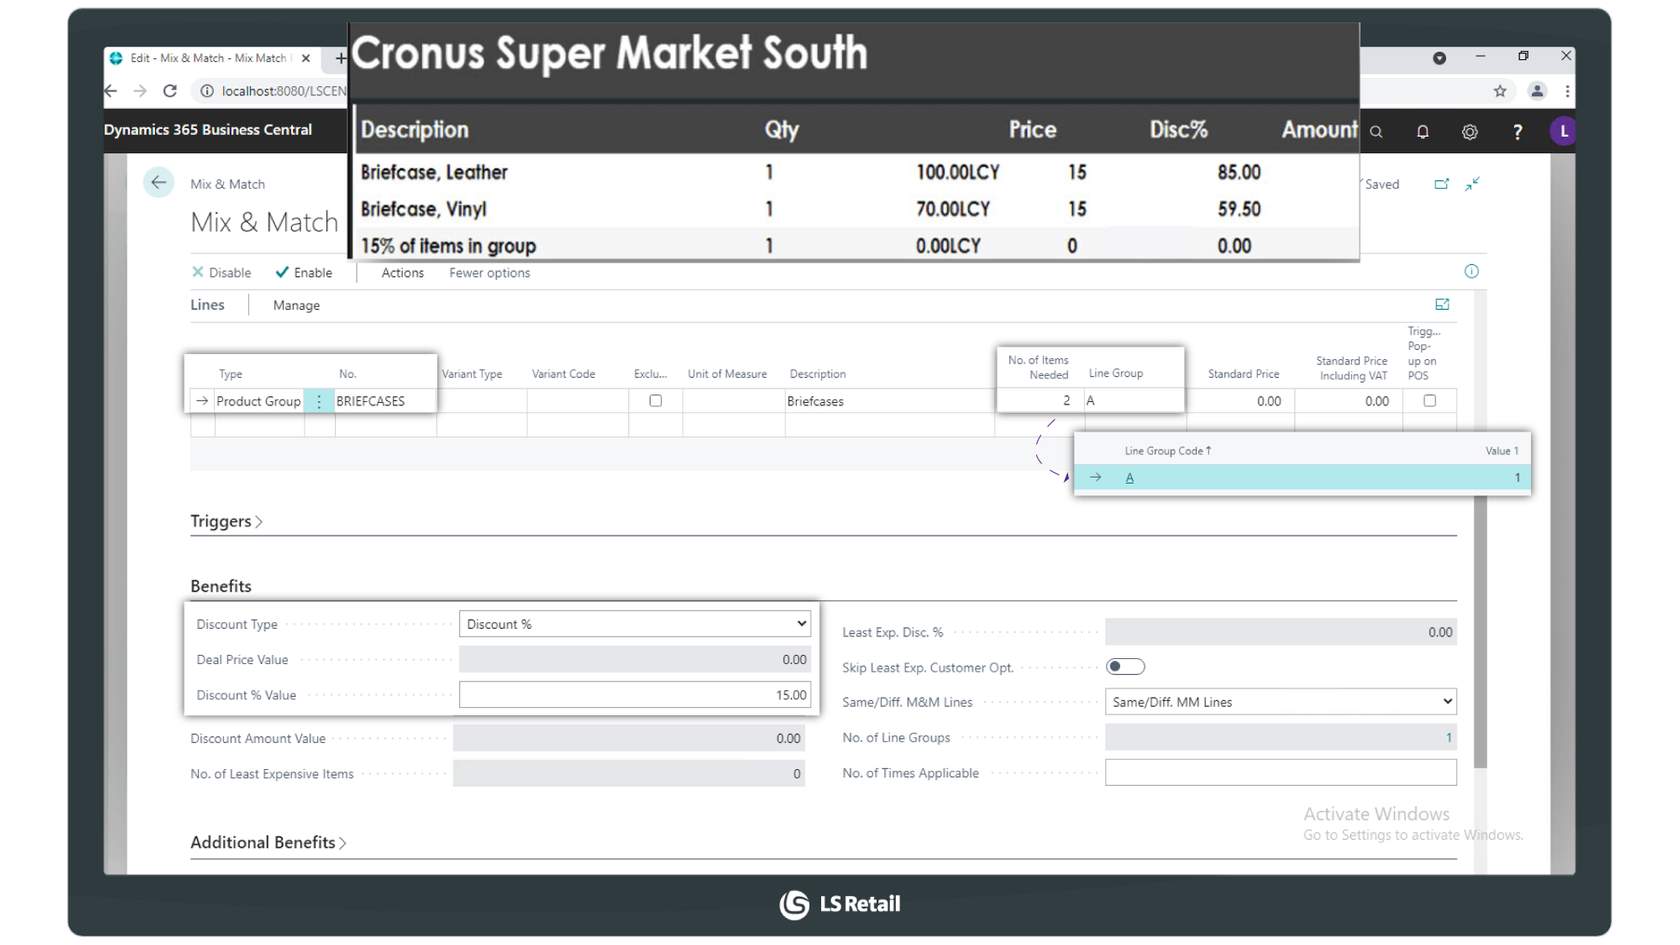 Edit - Mix & Match - Mix Match
localhost:8080/LSCEN
Cronus Super Market South
Description Qty Price Disc% Amount
Briefcase, Leather 1 100.00LCY 15 85.00
Briefcase, Vinyl 1 70.00LCY 15 59.50
15% of items in group 1 0.00LCY 0 0.00
Dynamics 365 Business Central
? L
Mix & Match
Saved
Mix & Match
Disable Enable Actions Fewer options
Lines Manage
Type No. Variant Type Variant Code Exclu... Unit of Measure Description No. of Items Needed Line Group Standard Price Standard Price Including VAT Trigg... Pop-up on POS
Product Group BRIEFCASES Briefcases 2 A 0.00 0.00
Line Group Code↑ Value 1
A 1
Triggers
Benefits
Discount Type Discount %
Deal Price Value 0.00
Discount % Value 15.00
Discount Amount Value 0.00
No. of Least Expensive Items 0
Least Exp. Disc. % 0.00
Skip Least Exp. Customer Opt.
Same/Diff. M&M Lines Same/Diff. MM Lines
No. of Line Groups 1
No. of Times Applicable
Activate Windows
Go to Settings to activate Windows.
Additional Benefits
LS Retail